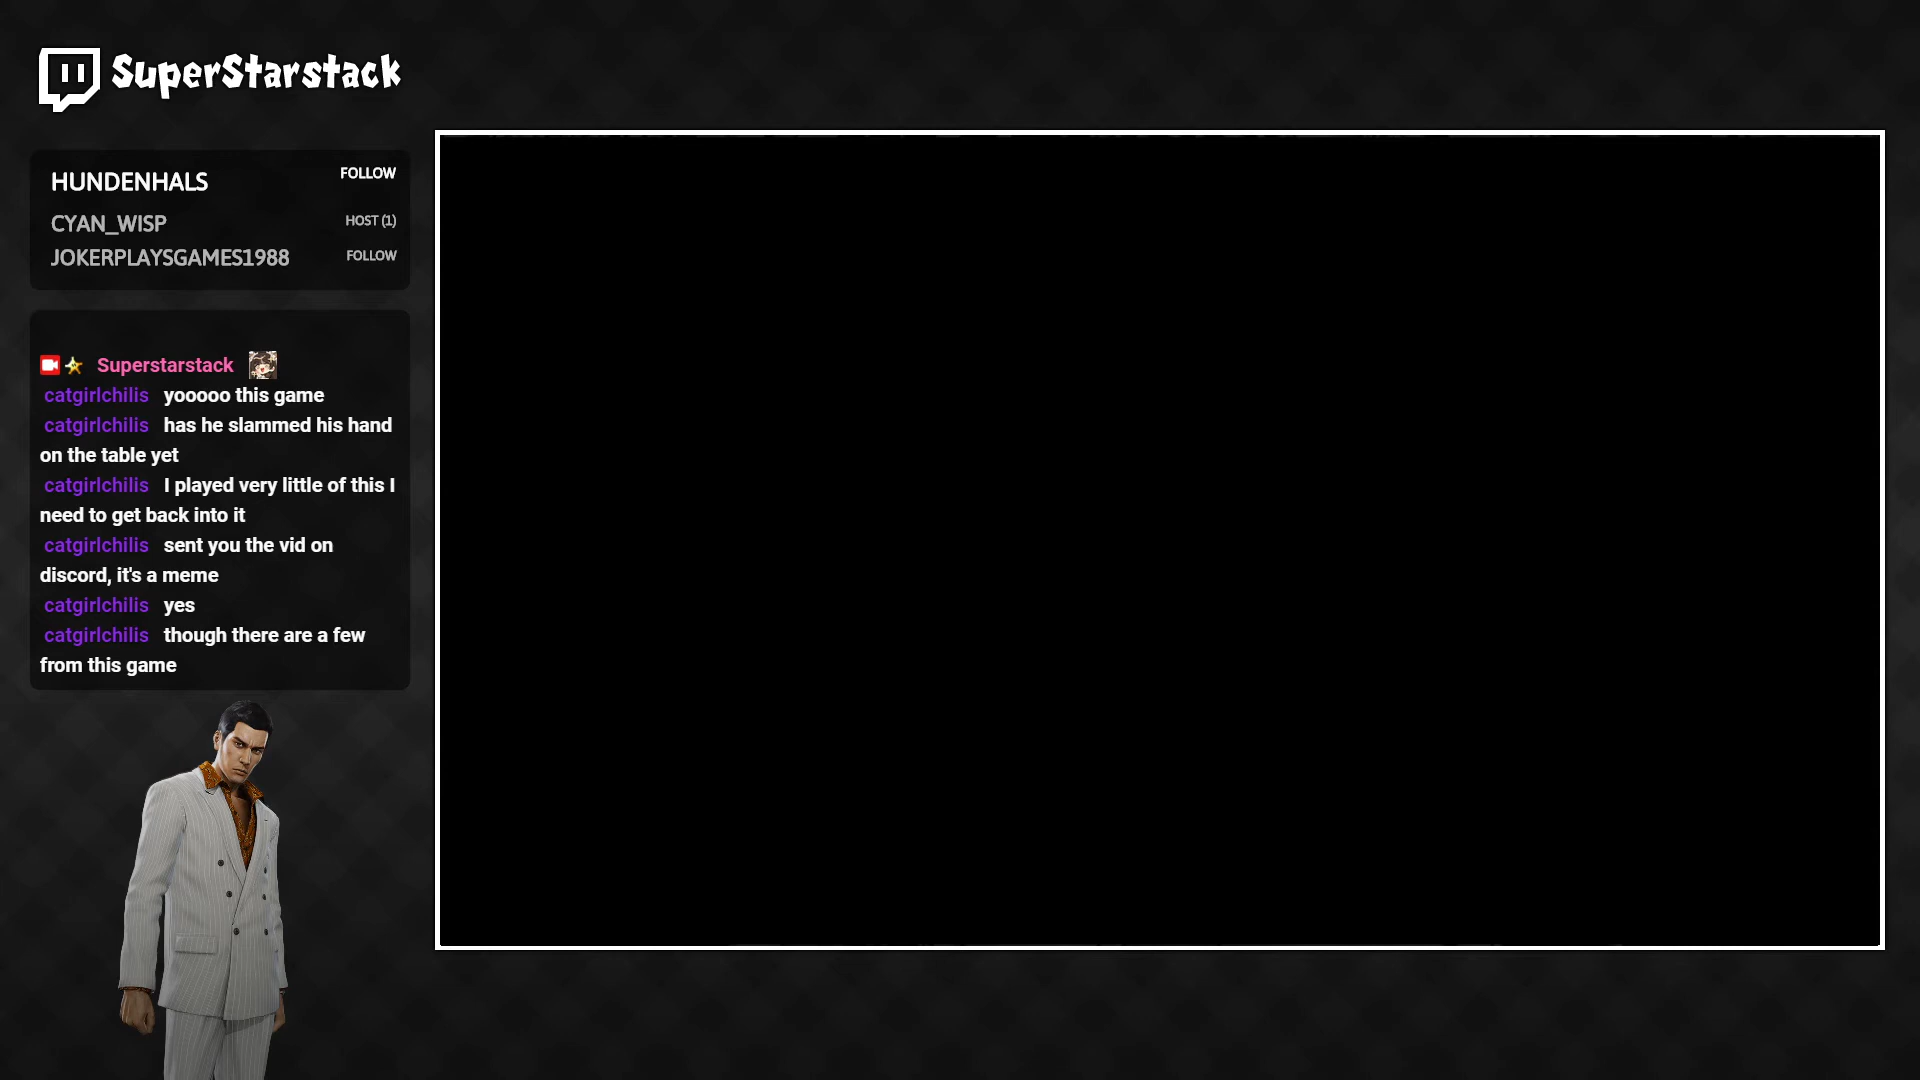 SuperStarstack
HUNDENHALS FOLLOW
CYAN_WISP HOST (1)
JOKERPLAYSGAMES1988 FOLLOW
Superstarstack
catgirlchilis yooooo this game
catgirlchilis has he slammed his hand
on the table yet
catgirlchilis I played very little of this I
need to get back into it
catgirlchilis sent you the vid on
discord, it's a meme
catgirlchilis yes
catgirlchilis though there are a few
from this game